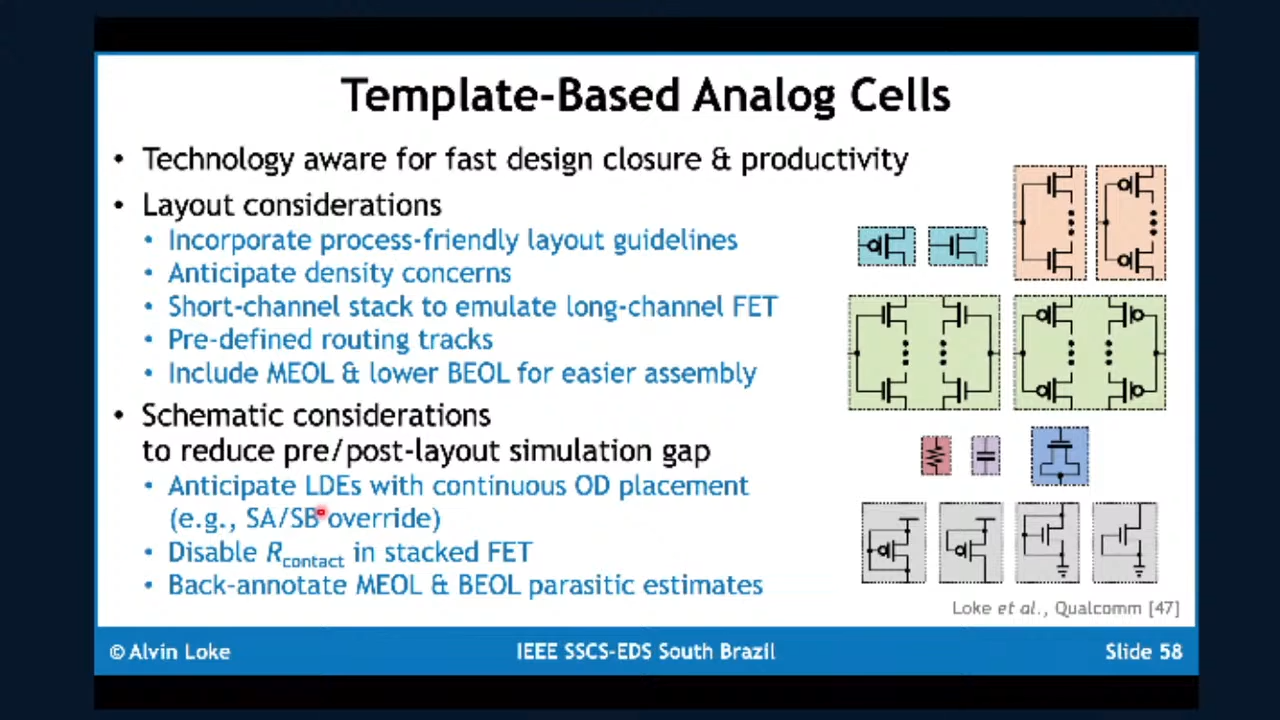 Template-Based Analog Cells
• Technology aware for fast design closure & productivity
• Layout considerations
• Incorporate process-friendly layout guidelines
• Anticipate density concerns
• Short-channel stack to emulate long-channel FET
• Pre-defined routing tracks
• Include MEOL & lower BEOL for easier assembly
• Schematic considerations
to reduce pre/post-layout simulation gap
• Anticipate LDEs with continuous OD placement
(e.g., SA/SB override)
• Disable Rcontact in stacked FET
• Back-annotate MEOL & BEOL parasitic estimates
Loke et al., Qualcomm [47]
© Alvin Loke
IEEE SSCS-EDS South Brazil
Slide 58